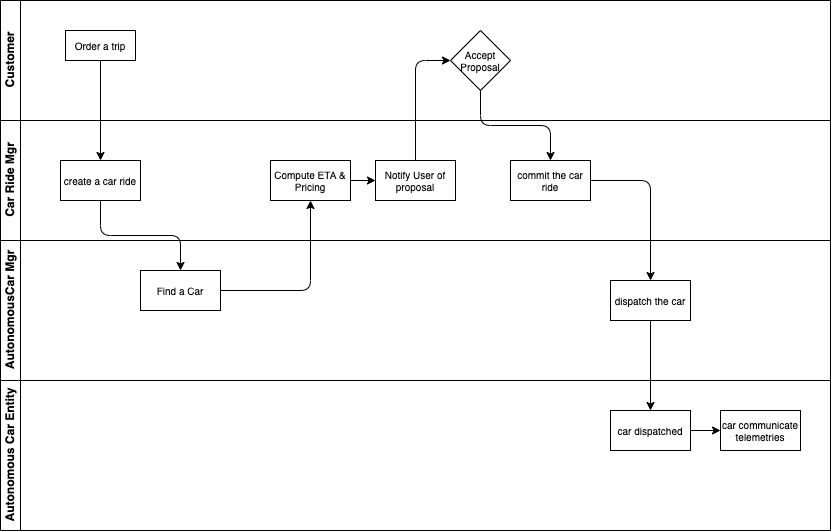 Customer
Order a trip
Accept
Proposal
Car Ride Mgr
create a car ride
Compute ETA &
Pricing
Notify User of
proposal
commit the car
ride
AutonomousCar Mgr
Find a Car
dispatch the car
Autonomous Car Entity
car dispatched
car communicate
telemetries